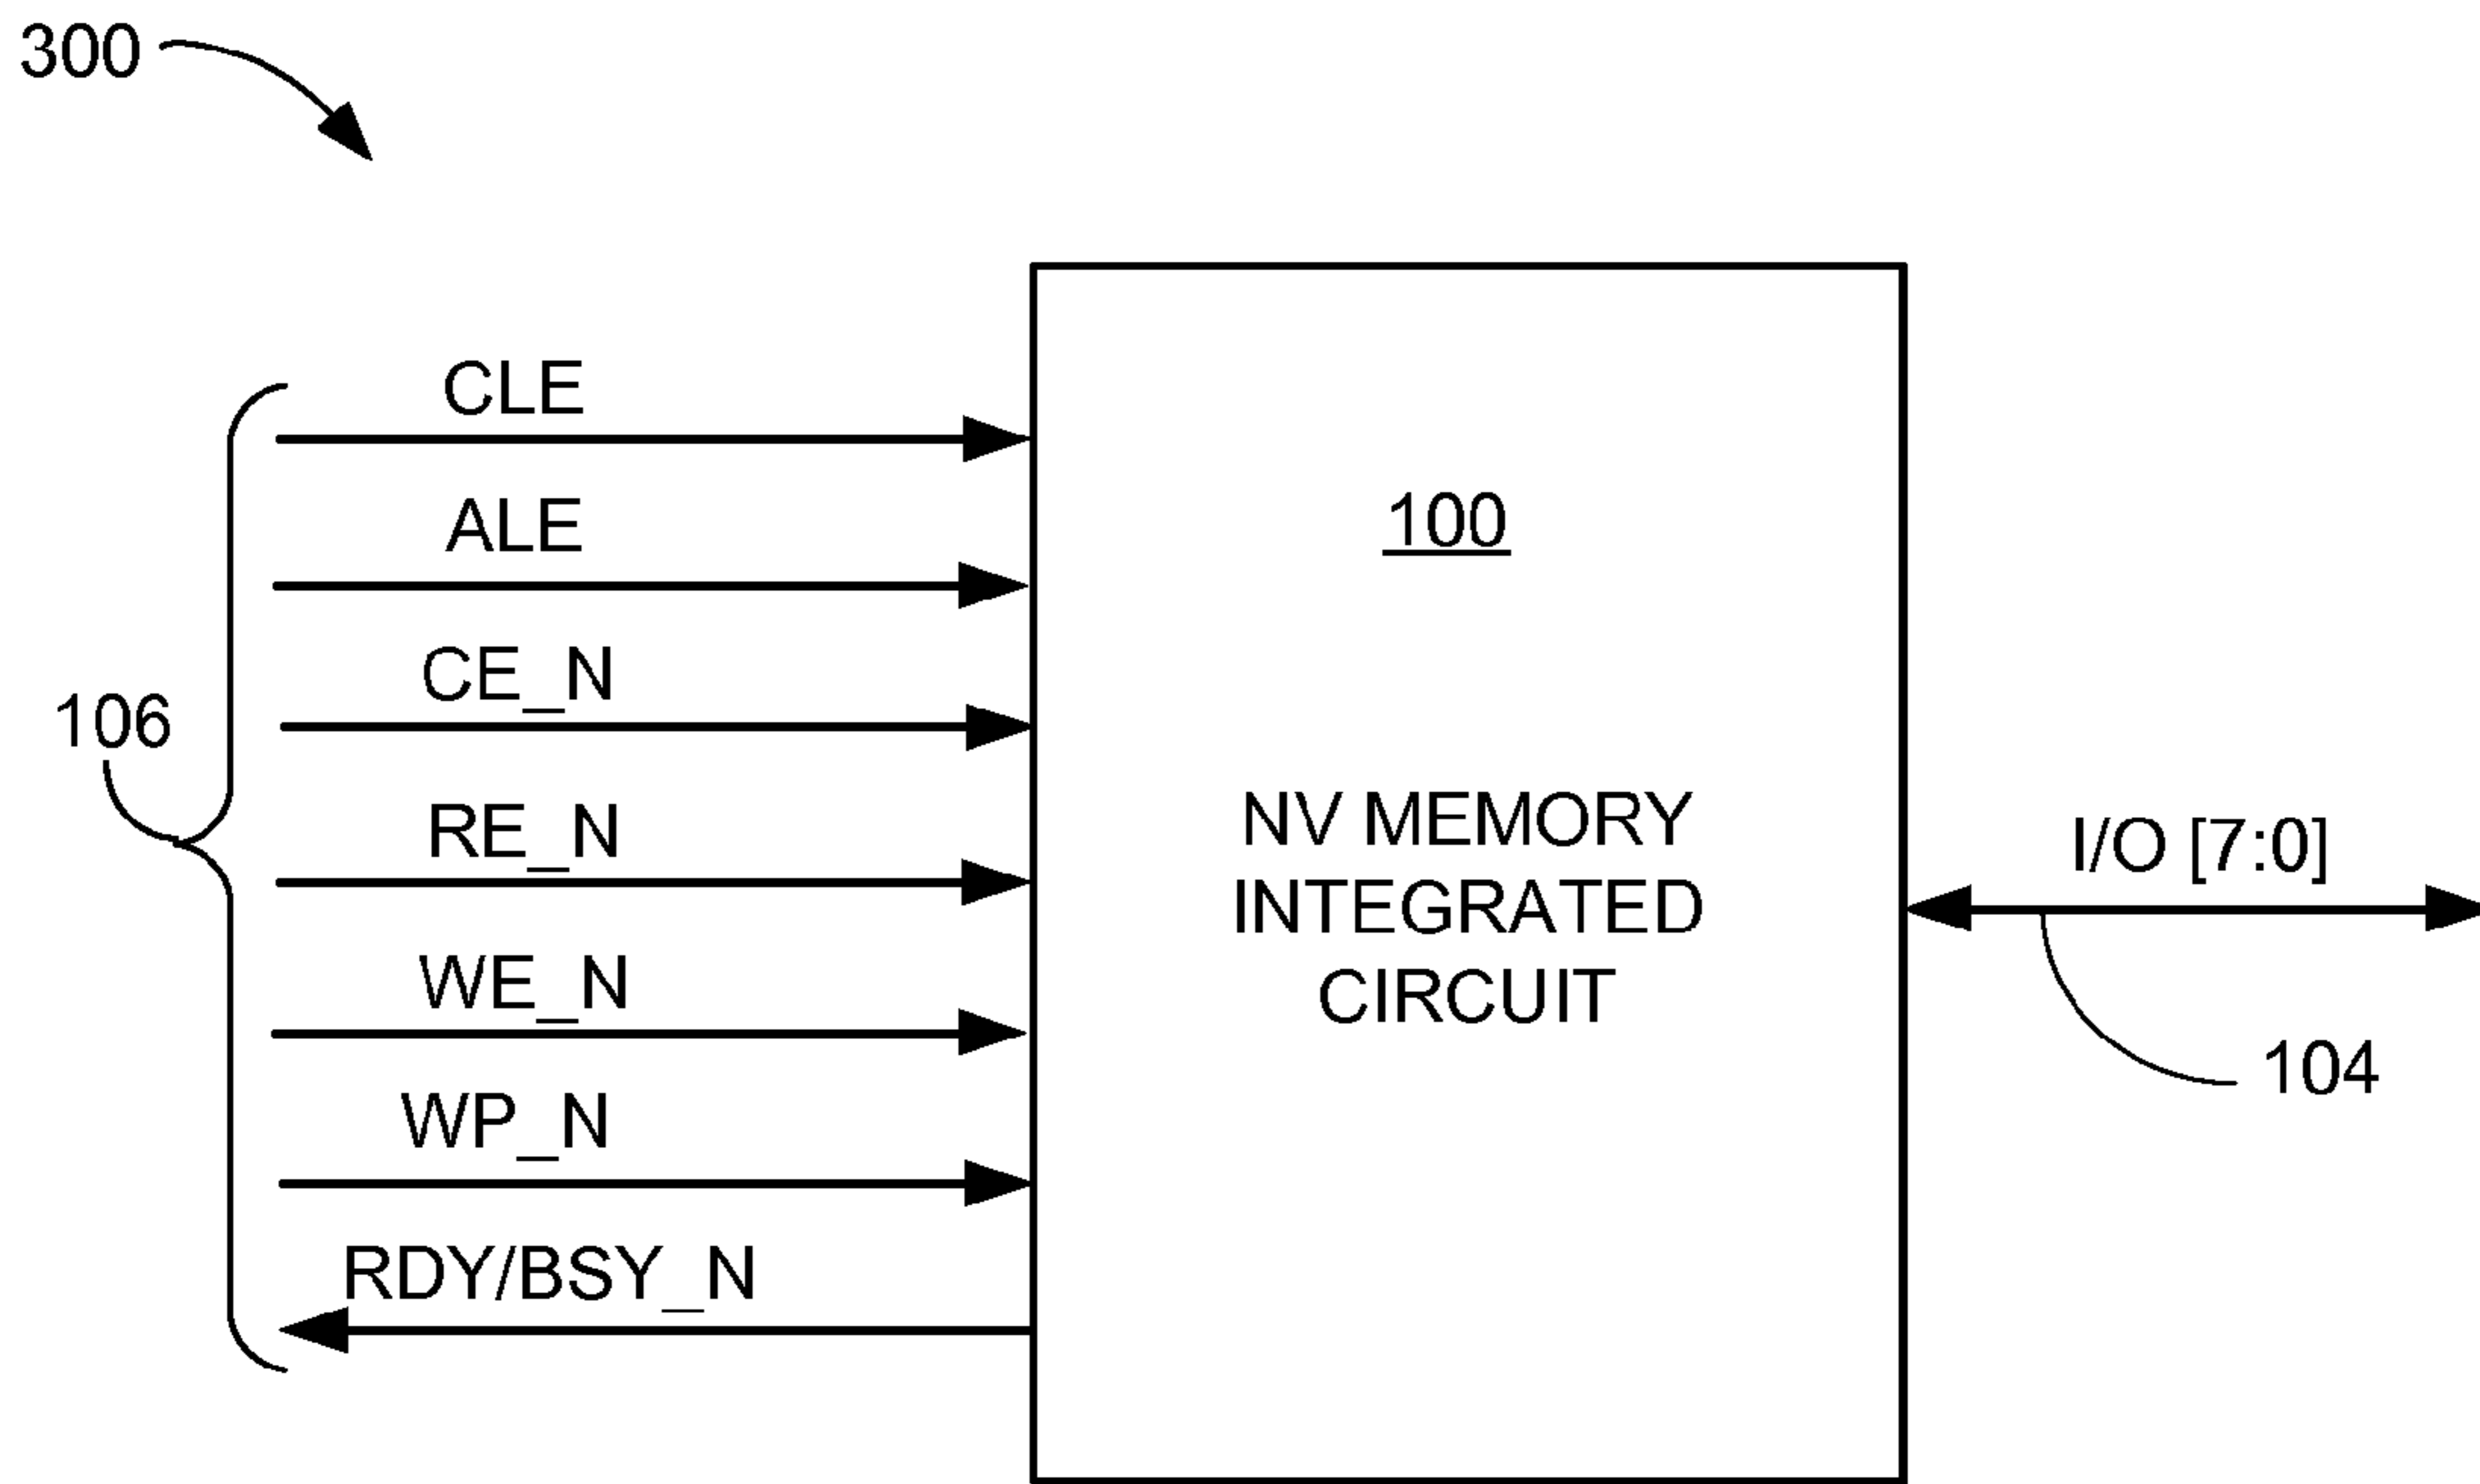 300
CLE
ALE
CE_N
106
RE_N
WE_N
WP_N
RDY/BSY_N
100
NV MEMORY
INTEGRATED
CIRCUIT
I/O [7:0]
104